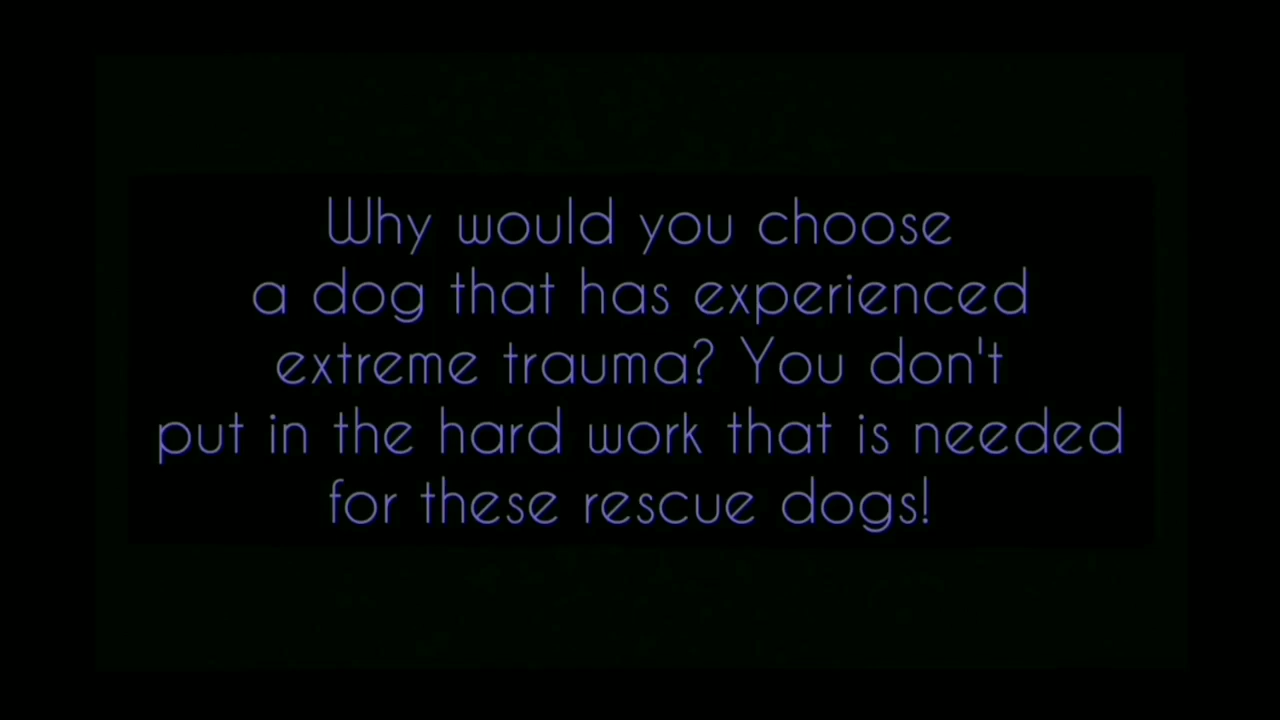 Why would you choose
a dog that has experienced
extreme trauma? You don't
put in the hard work that is needed
for these rescue dogs!